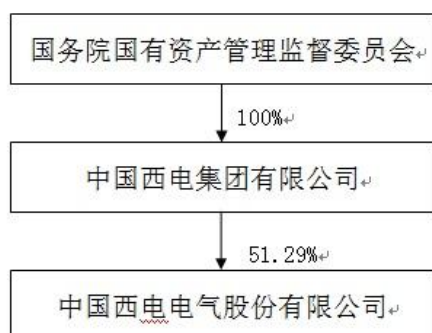 国务院国有资产管理监督委员会
100%
中国西电集团有限公司
51.29%
中国西电电气股份有限公司